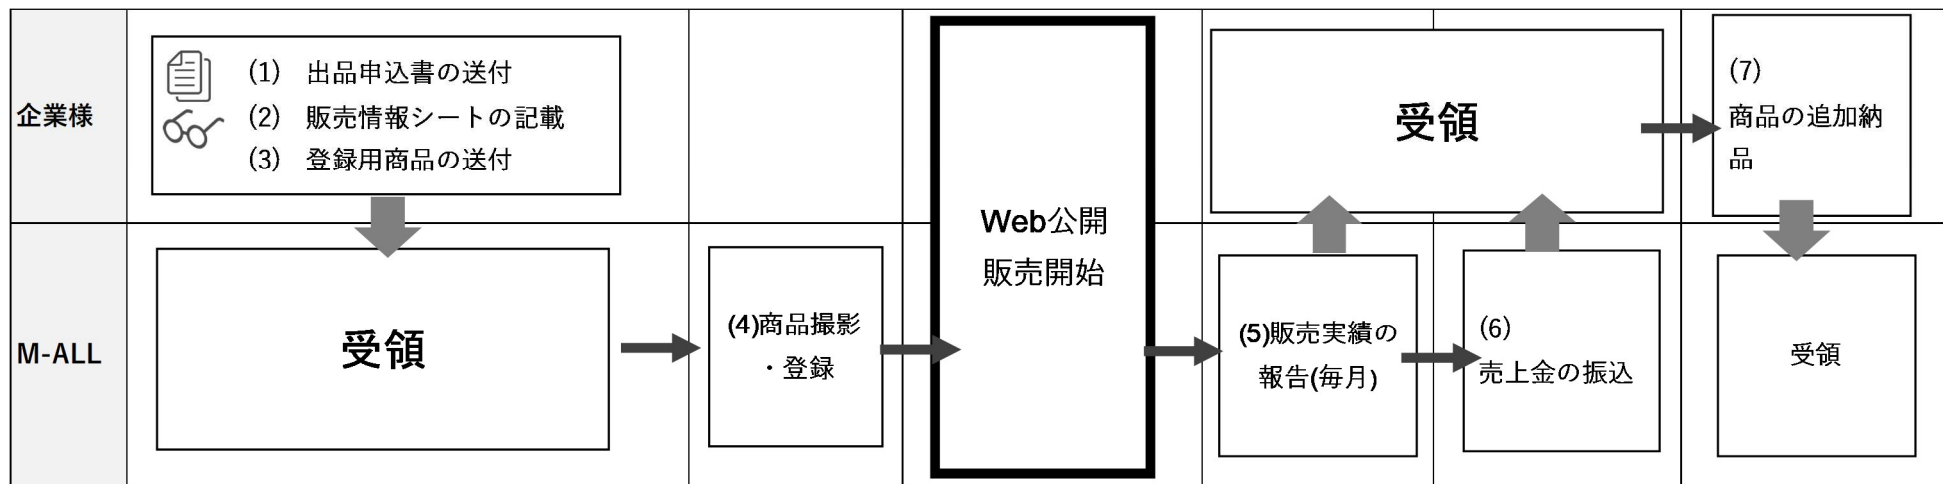 企業様
(1) 出品申込書の送付
(2) 販売情報シートの記載
(3) 登録用商品の送付
受領
(7)
商品の追加納
品
Web公開
販売開始
M-ALL
受領
(4)商品撮影
・登録
(5)販売実績の
報告(毎月)
(6)
売上金の振込
受領